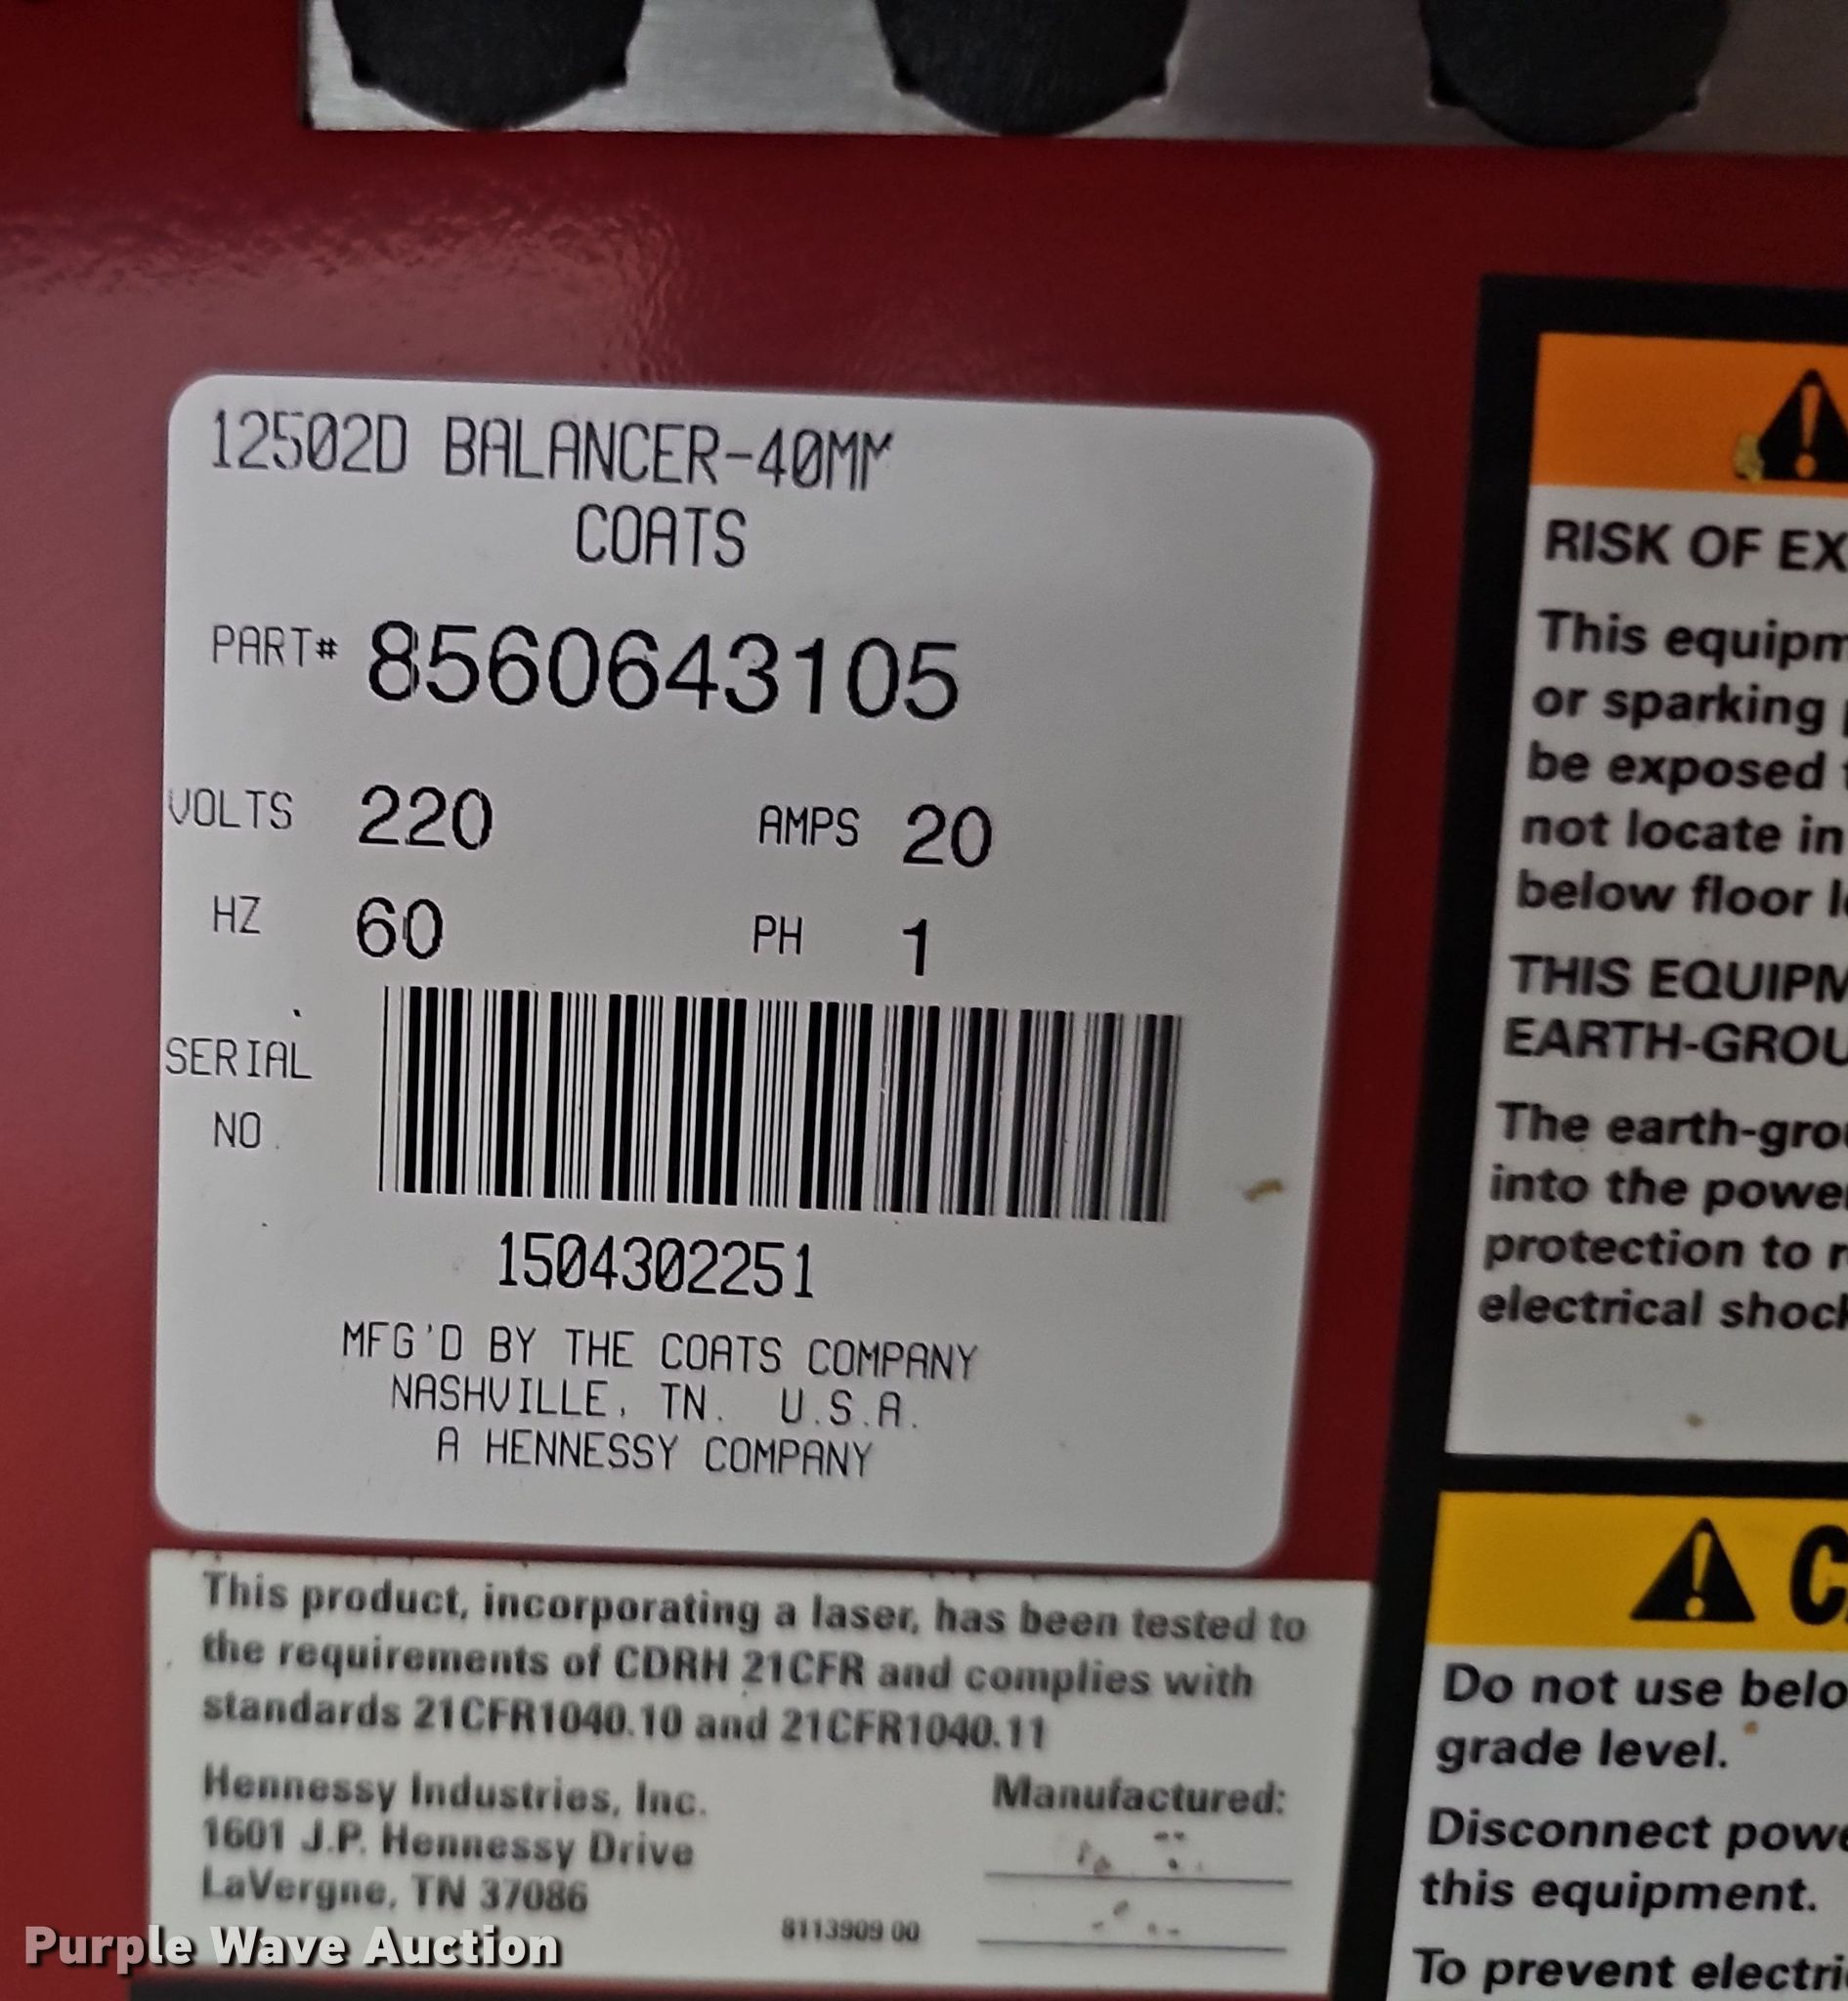 12502D BALANCER-40MM
COATS
PART# 8560643105
VOLTS 220 AMPS 20
HZ 60 PH 1
SERIAL
NO.
1504302251
MFG'D BY THE COATS COMPANY
NASHVILLE, TN. U.S.A.
A HENNESSY COMPANY
This product, incorporating a laser, has been tested to
the requirements of CDRH 21CFR and complies with
standards 21CFR1040.10 and 21CFR1040.11
Hennessy Industries, Inc.
1601 J.P. Hennessy Drive
LaVergne, TN 37086
Manufactured:
8113909 00
RISK OF EX
This equipm
or sparking
be exposed
not locate in
below floor
THIS EQUIPM
EARTH-GROU
The earth-grou
into the power
protection to
electrical shock
Do not use belo
grade level.
Disconnect powe
this equipment.
To prevent electri
Purple Wave Auction